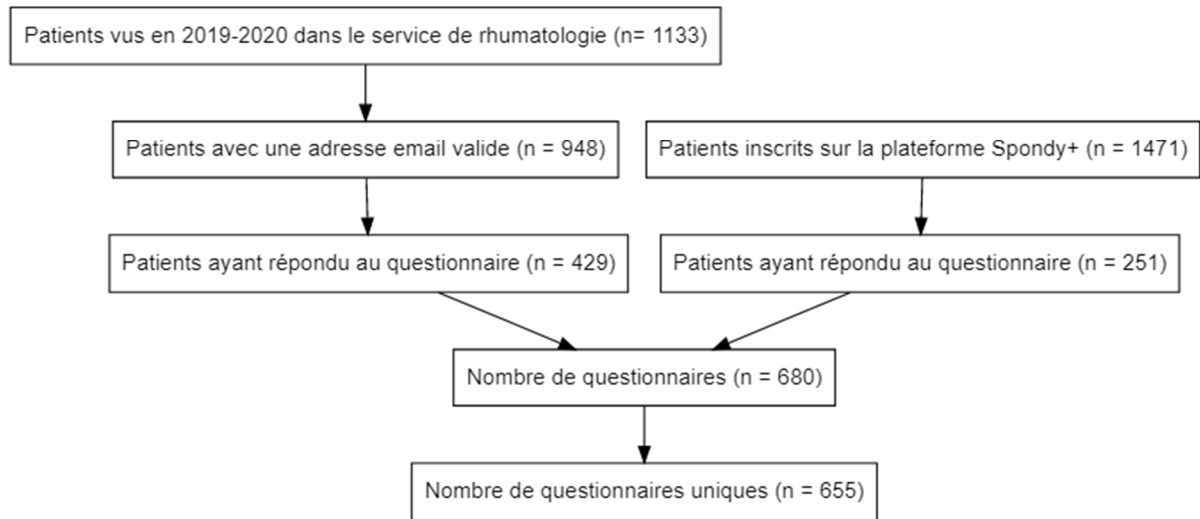 Patients vus en 2019-2020 dans le service de rhumatologie (n= 1133)
Patients avec une adresse email valide (n = 948)
Patients inscrits sur la plateforme Spondy+ (n = 1471)
Patients ayant répondu au questionnaire (n = 429)
Patients ayant répondu au questionnaire (n = 251)
Nombre de questionnaires (n = 680)
Nombre de questionnaires uniques (n = 655)